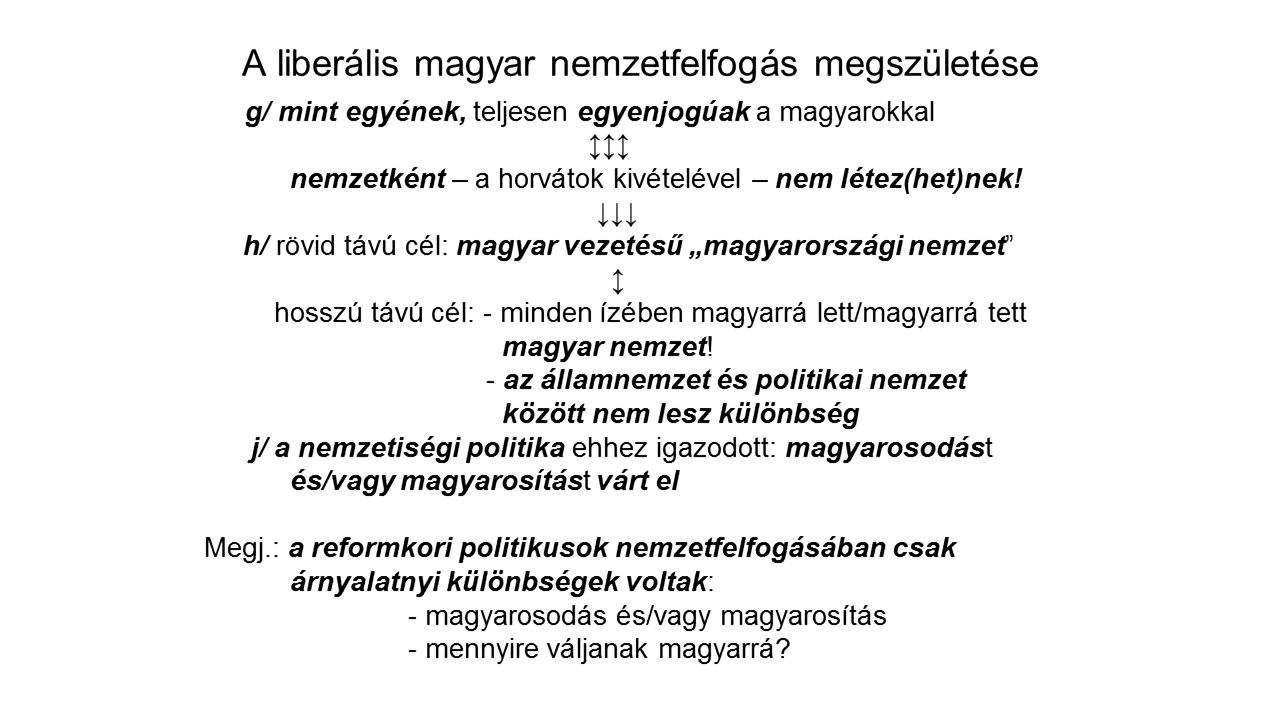 A liberális magyar nemzetfelfogás megszületése
g/ mint egyének, teljesen egyenjogúak a magyarokkal
↕↕↕
nemzetként – a horvátok kivételével – nem létez(het)nek!
↓↓↓
h/ rövid távú cél: magyar vezetésű „magyarországi nemzet”
↕
hosszú távú cél: - minden ízében magyarrá lett/magyarrá tett
magyar nemzet!
- az államnemzet és politikai nemzet
között nem lesz különbség
j/ a nemzetiségi politika ehhez igazodott: magyarosodást
és/vagy magyarosítást várt el
Megj.: a reformkori politikusok nemzetfelfogásában csak
árnyalatnyi különbségek voltak:
- magyarosodás és/vagy magyarosítás
- mennyire váljanak magyarrá?